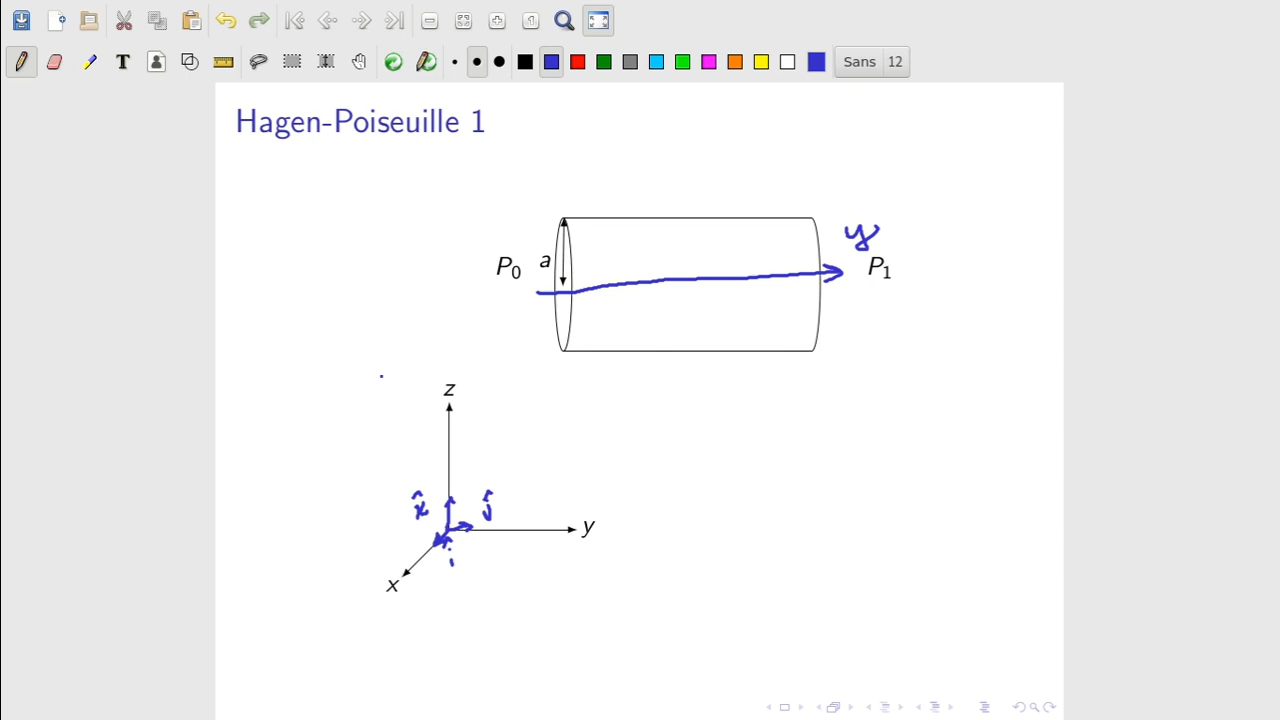 Sans 12
Hagen-Poiseuille 1
y
P0 a P1
z
k̂ ĵ
y
î
x